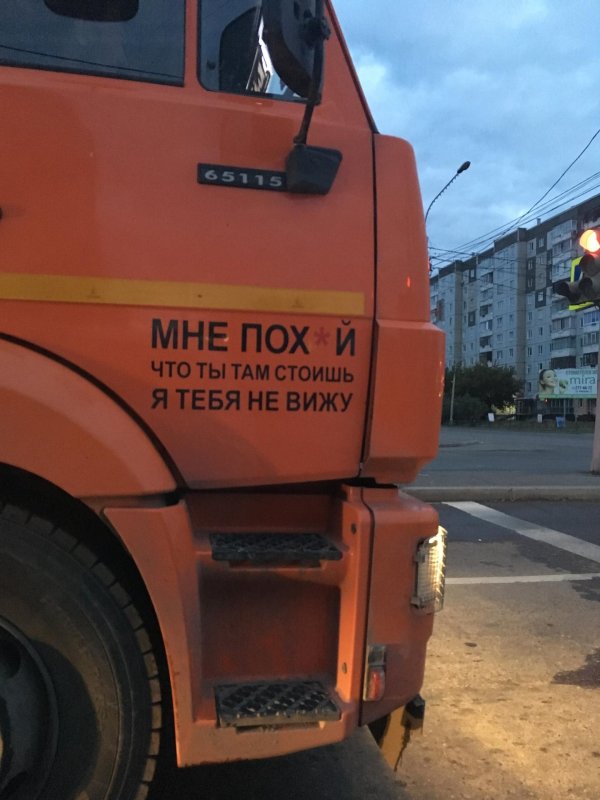 65115
МНЕ ПОХ*Й
ЧТО ТЫ ТАМ СТОИШЬ
Я ТЕБЯ НЕ ВИЖУ
mira